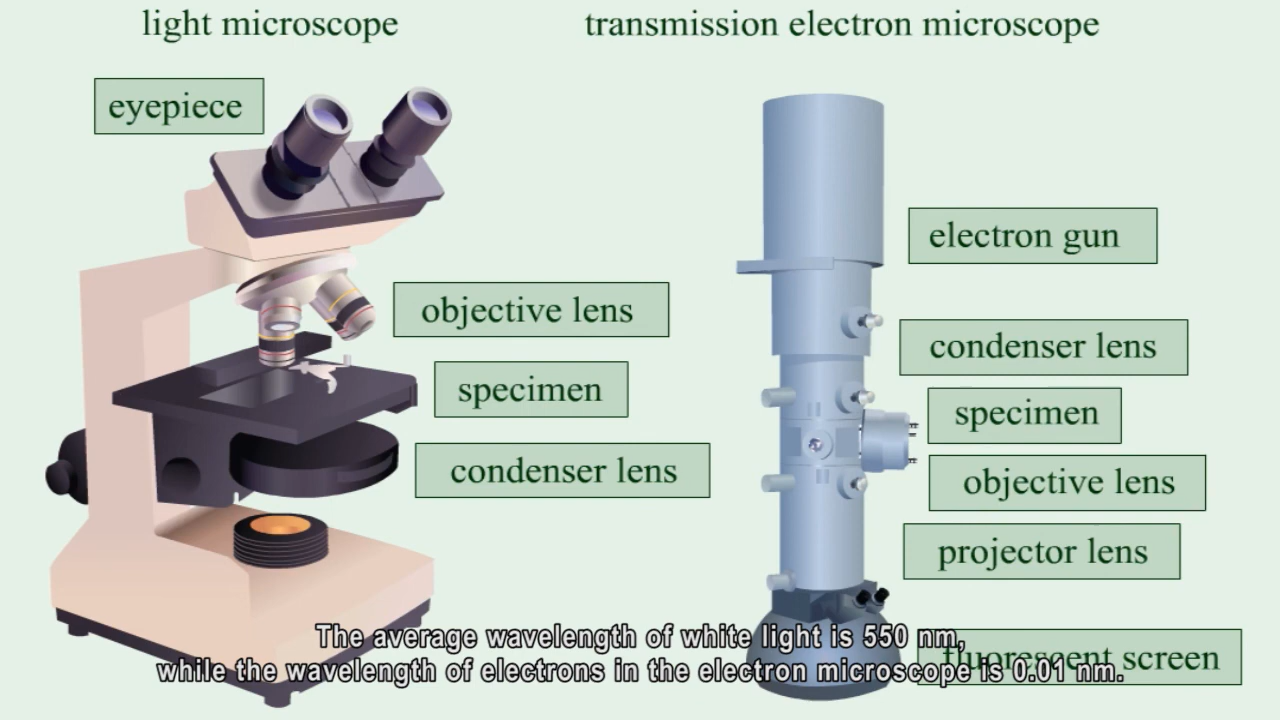 light microscope
transmission electron microscope
eyepiece
objective lens
specimen
condenser lens
electron gun
condenser lens
specimen
objective lens
projector lens
fluorescent screen
The average wavelength of white light is 550 nm,
while the wavelength of electrons in the electron microscope is 0.01 nm.